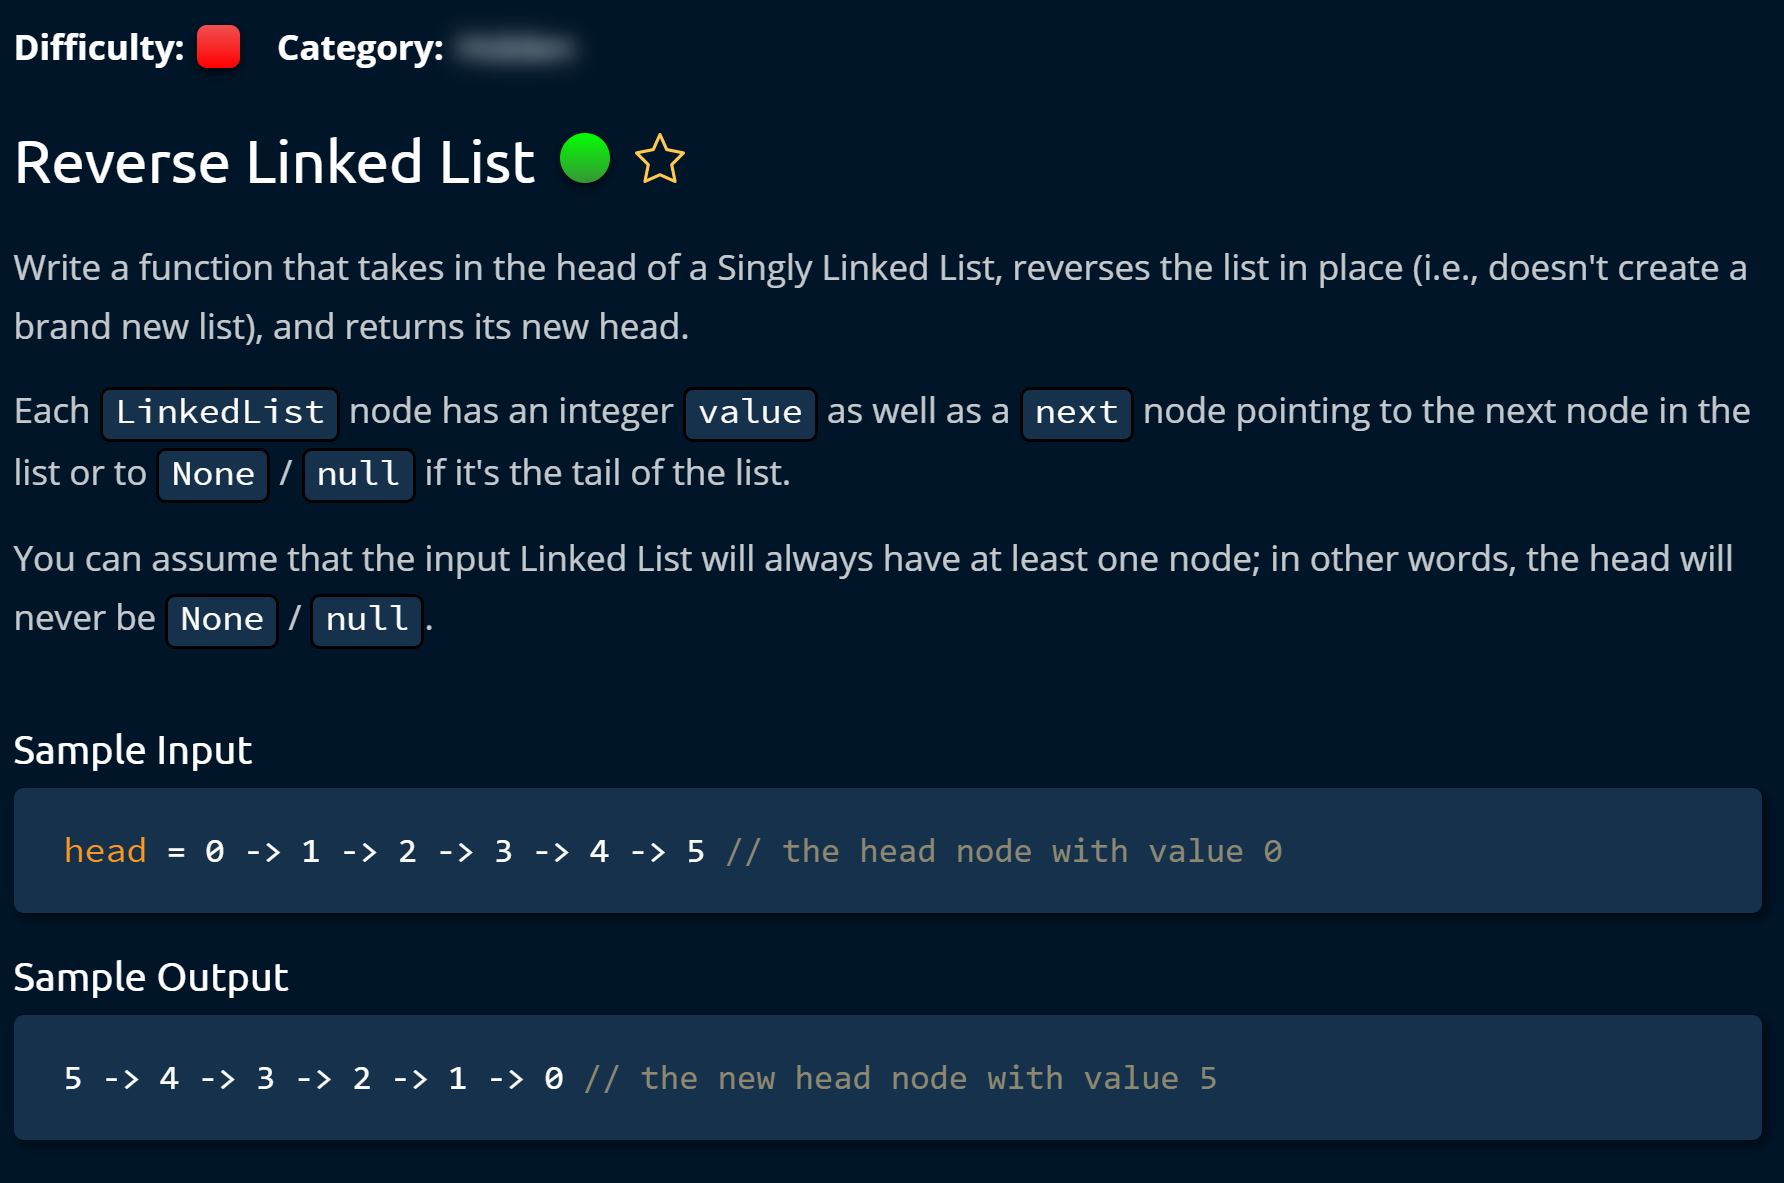 Difficulty: Category:
Reverse Linked List
Write a function that takes in the head of a Singly Linked List, reverses the list in place (i.e., doesn't create a
brand new list), and returns its new head.
Each LinkedList node has an integer value as well as a next node pointing to the next node in the
list or to None / null if it's the tail of the list.
You can assume that the input Linked List will always have at least one node; in other words, the head will
never be None / null.
Sample Input
head = 0 -> 1 -> 2 -> 3 -> 4 -> 5 // the head node with value 0
Sample Output
5 -> 4 -> 3 -> 2 -> 1 -> 0 // the new head node with value 5